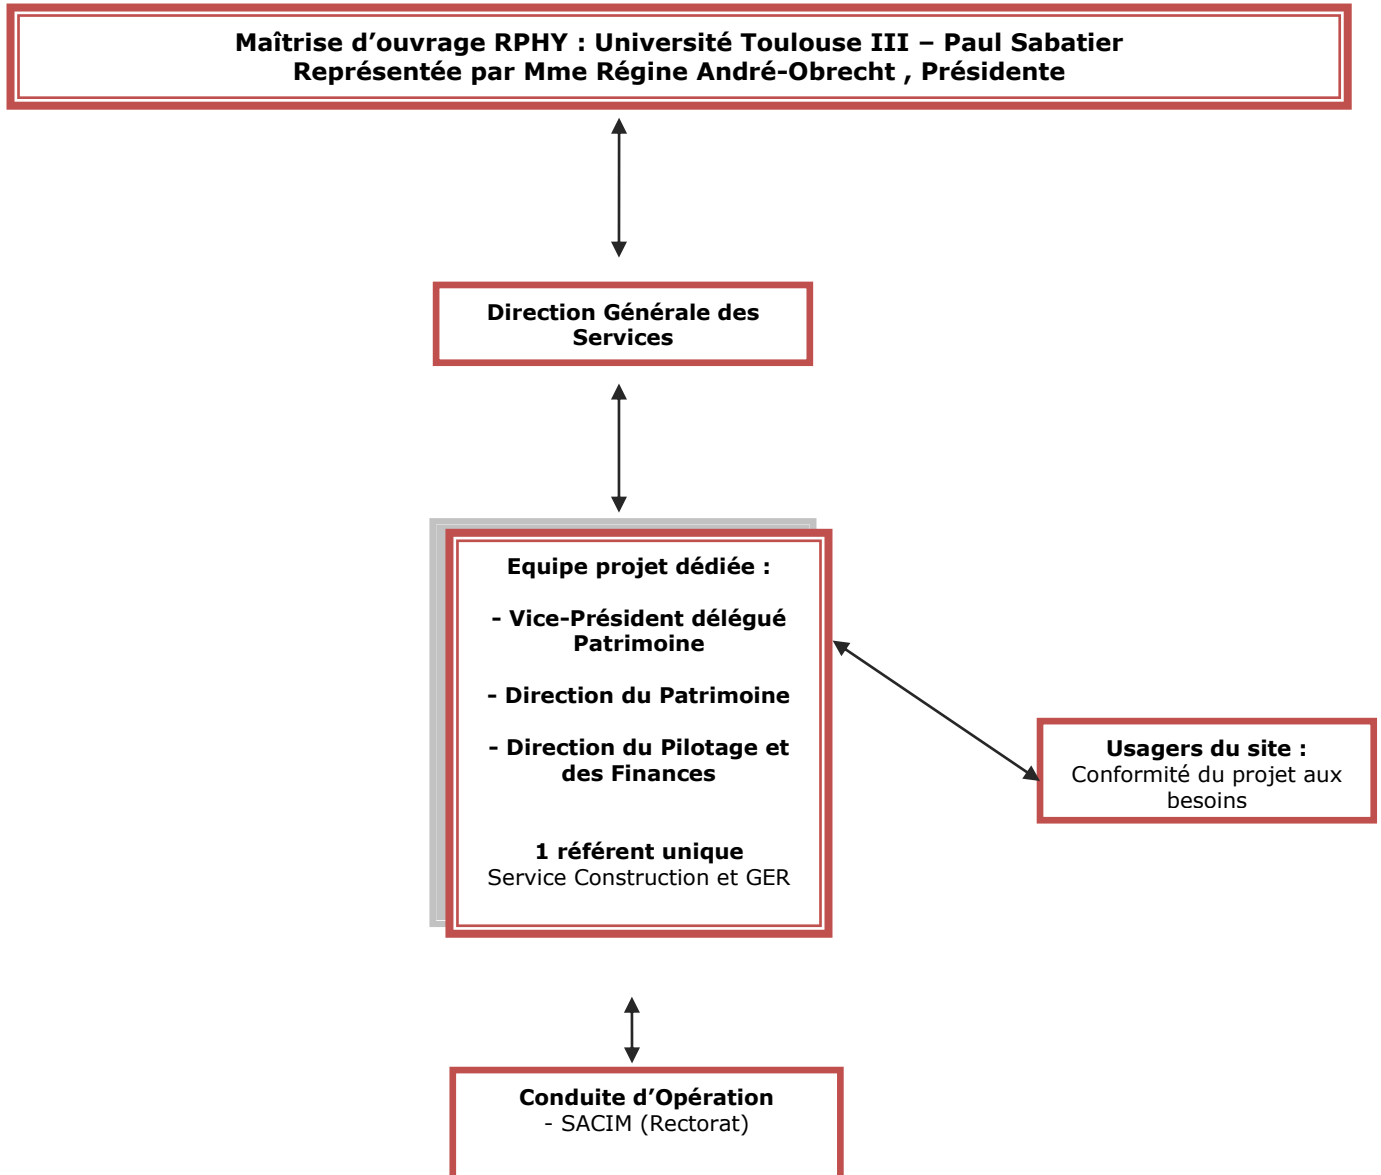 Maîtrise d’ouvrage RPHY : Université Toulouse III – Paul Sabatier
Représentée par Mme Régine André-Obrecht , Présidente
Direction Générale des
Services
Equipe projet dédiée :
- Vice-Président délégué
Patrimoine
- Direction du Patrimoine
- Direction du Pilotage et
des Finances
1 référent unique
Service Construction et GER
Usagers du site :
Conformité du projet aux
besoins
Conduite d’Opération
- SACIM (Rectorat)